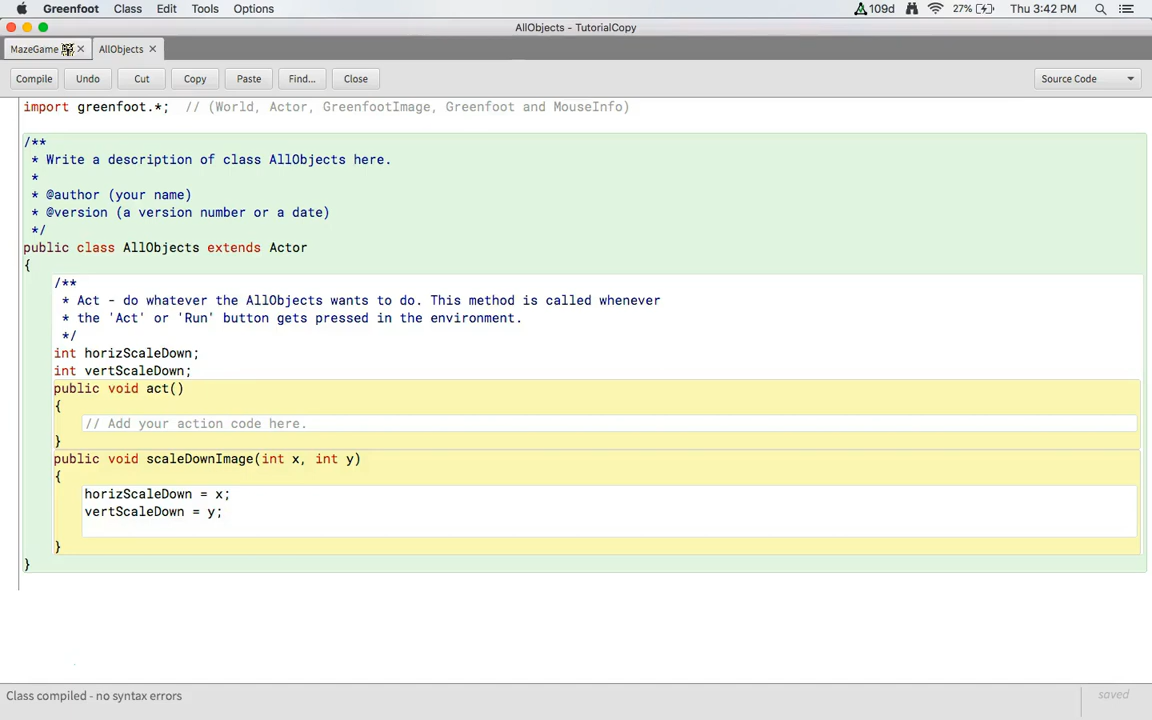 Greenfoot Class Edit Tools Options 109d 27% Thu 3:42 PM
AllObjects - TutorialCopy
MazeGame AllObjects
Compile Undo Cut Copy Paste Find... Close Source Code
import greenfoot.*;  // (World, Actor, GreenfootImage, Greenfoot and MouseInfo)
/**
 * Write a description of class AllObjects here.
 *
 * @author (your name)
 * @version (a version number or a date)
 */
public class AllObjects extends Actor
{
/**
 * Act - do whatever the AllObjects wants to do. This method is called whenever
 * the 'Act' or 'Run' button gets pressed in the environment.
 */
int horizScaleDown;
int vertScaleDown;
public void act()
{
// Add your action code here.
}
public void scaleDownImage(int x, int y)
{
horizScaleDown = x;
vertScaleDown = y;
}
}
Class compiled - no syntax errors saved